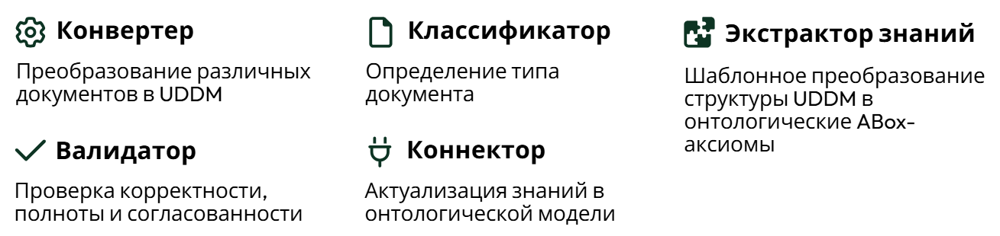 Конвертер
Преобразование различных
документов в UDDM
Классификатор
Определение типа
документа
Экстрактор знаний
Шаблонное преобразование
структуры UDDM в
онтологические ABox-
аксиомы
Валидатор
Проверка корректности,
полноты и согласованности
Коннектор
Актуализация знаний в
онтологической модели